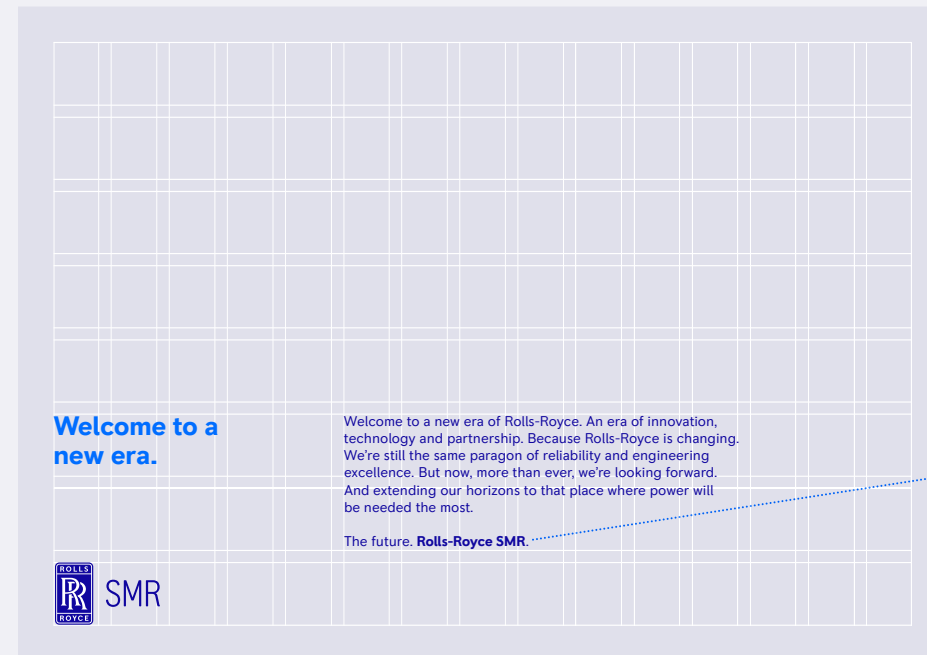 Welcome to a
new era.
Welcome to a new era of Rolls-Royce. An era of innovation,
technology and partnership. Because Rolls-Royce is changing.
We're still the same paragon of reliability and engineering
excellence. But now, more than ever, we're looking forward.
And extending our horizons to that place where power will
be needed the most.
The future. Rolls-Royce SMR.
ROLLS
RR
ROYCE
SMR